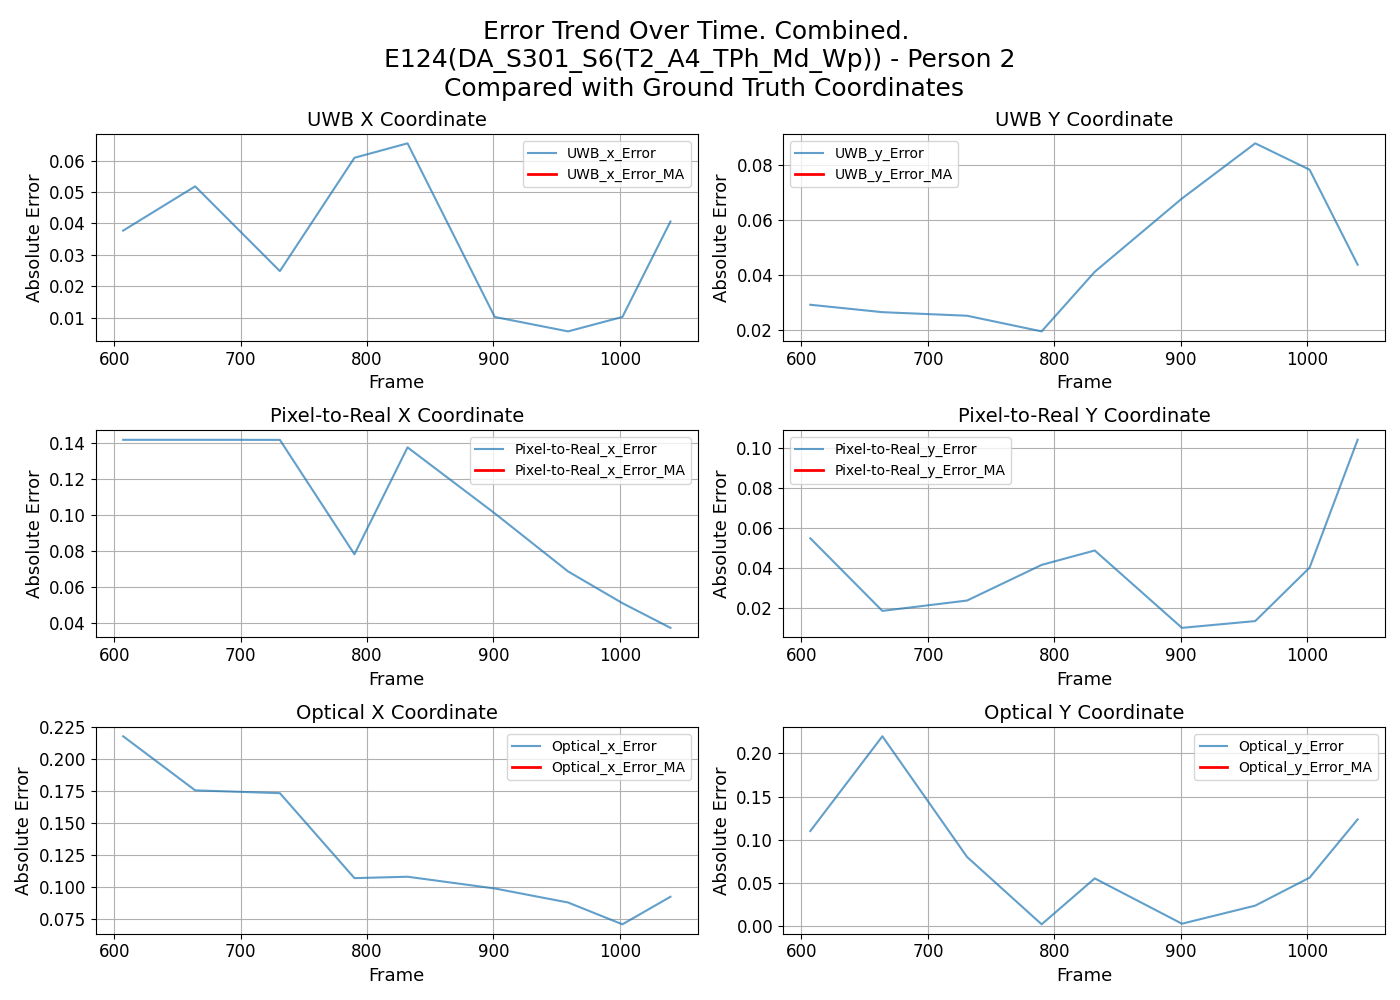 Error Trend Over Time. Combined.
E124(DA_S301_S6(T2_A4_TPh_Md_Wp)) - Person 2
Compared with Ground Truth Coordinates
UWB X Coordinate
Absolute Error
0.06
0.05
0.04
0.03
0.02
0.01
UWB_x_Error
UWB_x_Error_MA
600 700 800 900 1000
Frame
UWB Y Coordinate
Absolute Error
0.08
0.06
0.04
0.02
UWB_y_Error
UWB_y_Error_MA
600 700 800 900 1000
Frame
Pixel-to-Real X Coordinate
Absolute Error
0.14
0.12
0.10
0.08
0.06
0.04
Pixel-to-Real_x_Error
Pixel-to-Real_x_Error_MA
600 700 800 900 1000
Frame
Pixel-to-Real Y Coordinate
Absolute Error
0.10
0.08
0.06
0.04
0.02
Pixel-to-Real_y_Error
Pixel-to-Real_y_Error_MA
600 700 800 900 1000
Frame
Optical X Coordinate
Absolute Error
0.225
0.200
0.175
0.150
0.125
0.100
0.075
Optical_x_Error
Optical_x_Error_MA
600 700 800 900 1000
Frame
Optical Y Coordinate
Absolute Error
0.20
0.15
0.10
0.05
0.00
Optical_y_Error
Optical_y_Error_MA
600 700 800 900 1000
Frame